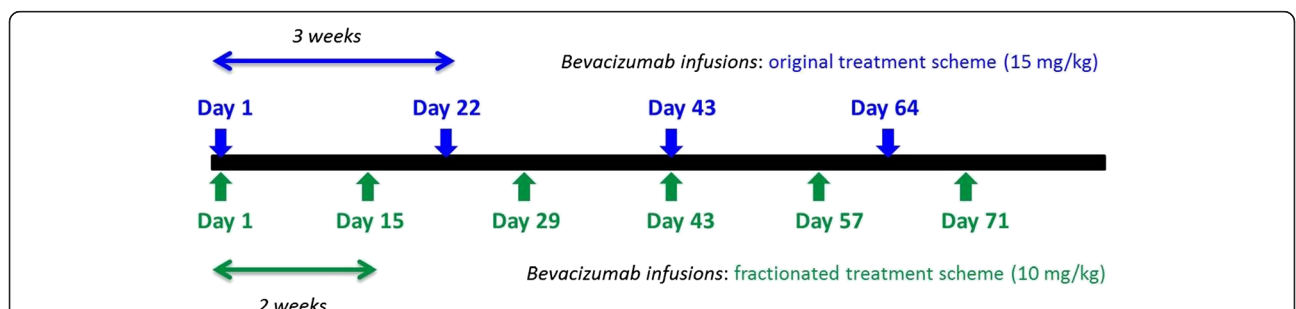 3 weeks
Bevacizumab infusions: original treatment scheme (15 mg/kg)
Day 1 Day 22 Day 43 Day 64
Day 1 Day 15 Day 29 Day 43 Day 57 Day 71
Bevacizumab infusions: fractionated treatment scheme (10 mg/kg)
2 weeks